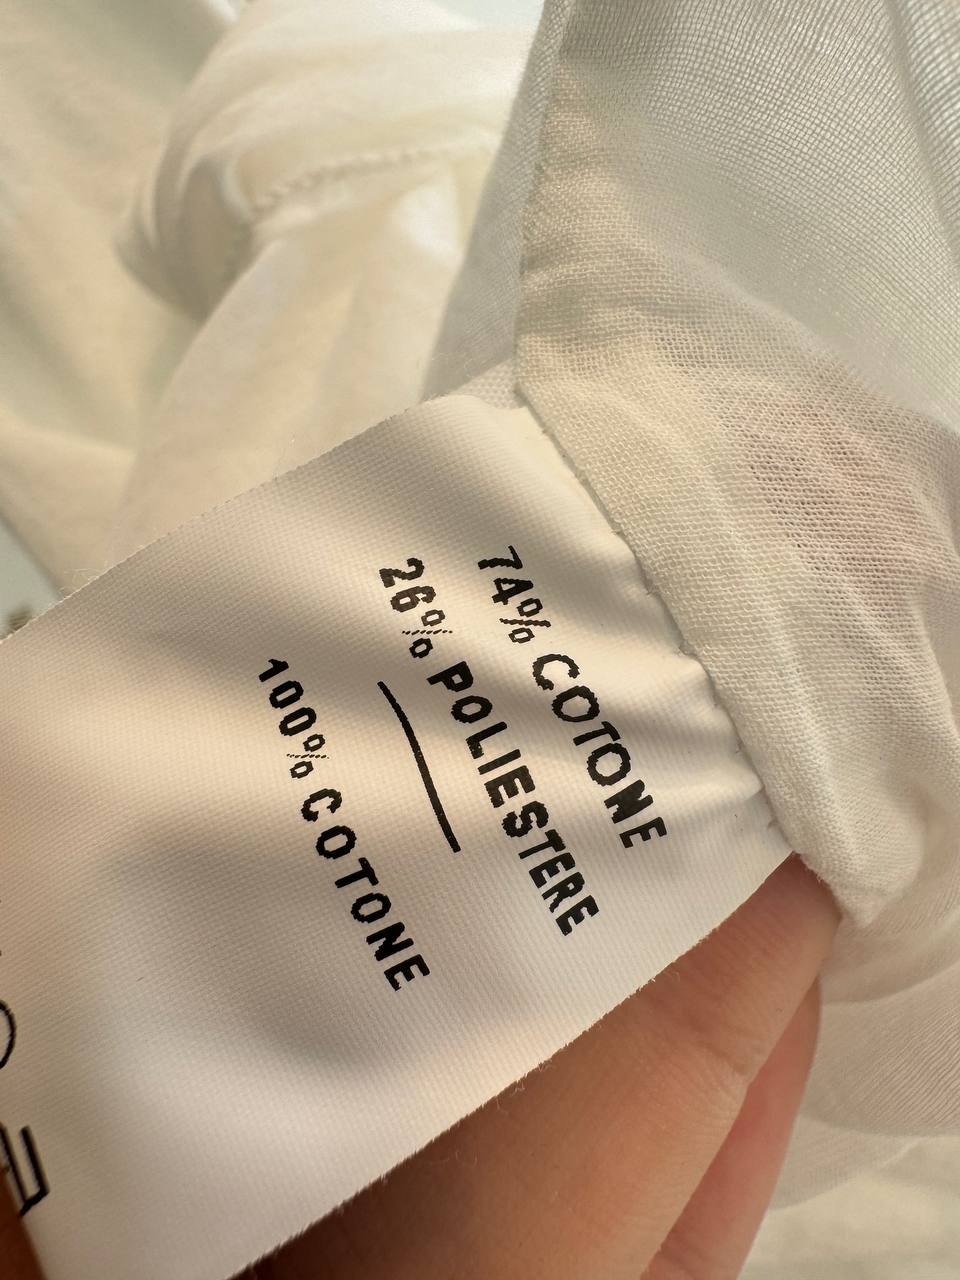 74% COTONE
26% POLIESTERE
100% COTONE